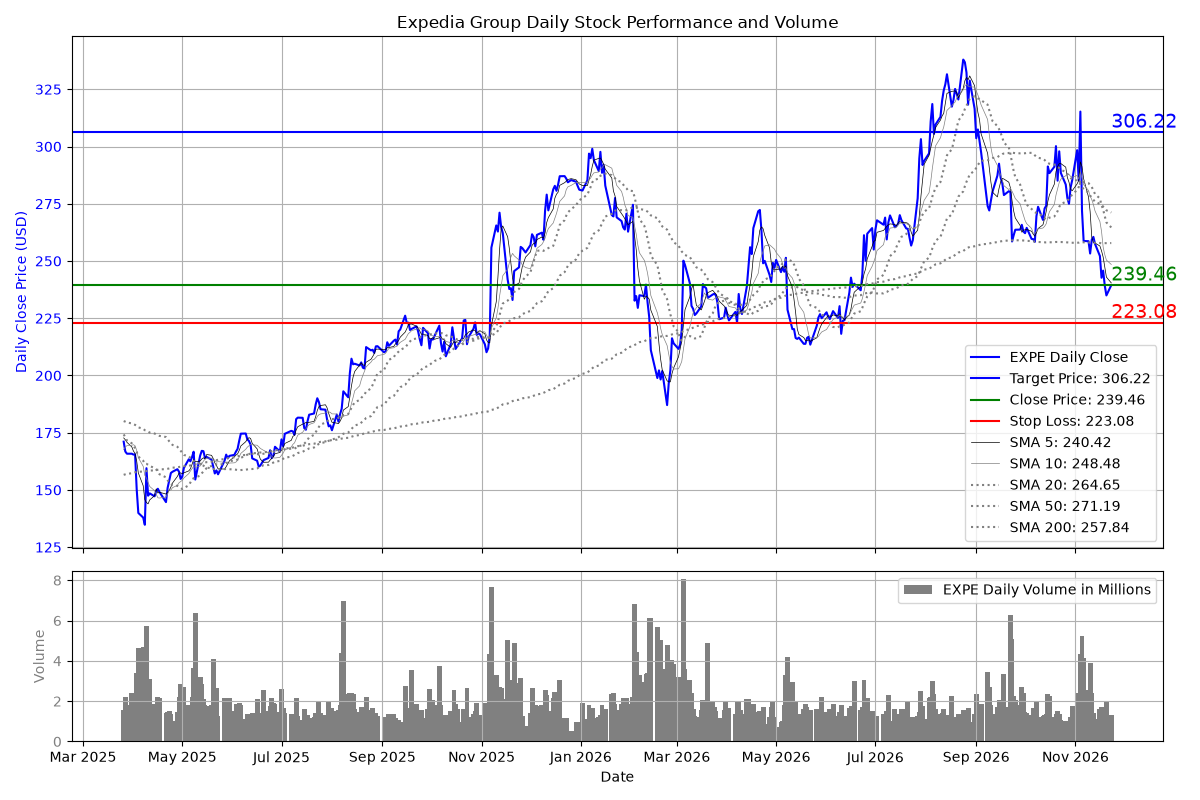 Expedia Group Daily Stock Performance and Volume
Daily Close Price (USD)
325
300
275
250
225
200
175
150
125
306.22
239.46
223.08
EXPE Daily Close
Target Price: 306.22
Close Price: 239.46
Stop Loss: 223.08
SMA 5: 240.42
SMA 10: 248.48
SMA 20: 264.65
SMA 50: 271.19
SMA 200: 257.84
Volume
8
6
4
2
0
EXPE Daily Volume in Millions
Mar 2025 May 2025 Jul 2025 Sep 2025 Nov 2025 Jan 2026 Mar 2026 May 2026 Jul 2026 Sep 2026 Nov 2026
Date